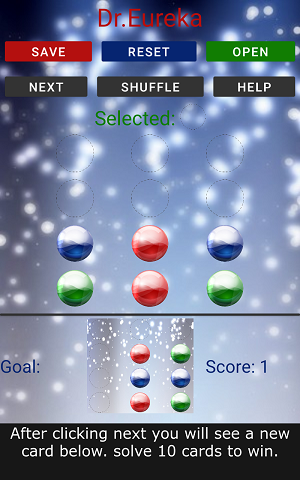 Dr.Eureka
SAVE RESET OPEN
NEXT SHUFFLE HELP
Selected:
Goal: Score: 1
After clicking next you will see a new
card below. solve 10 cards to win.